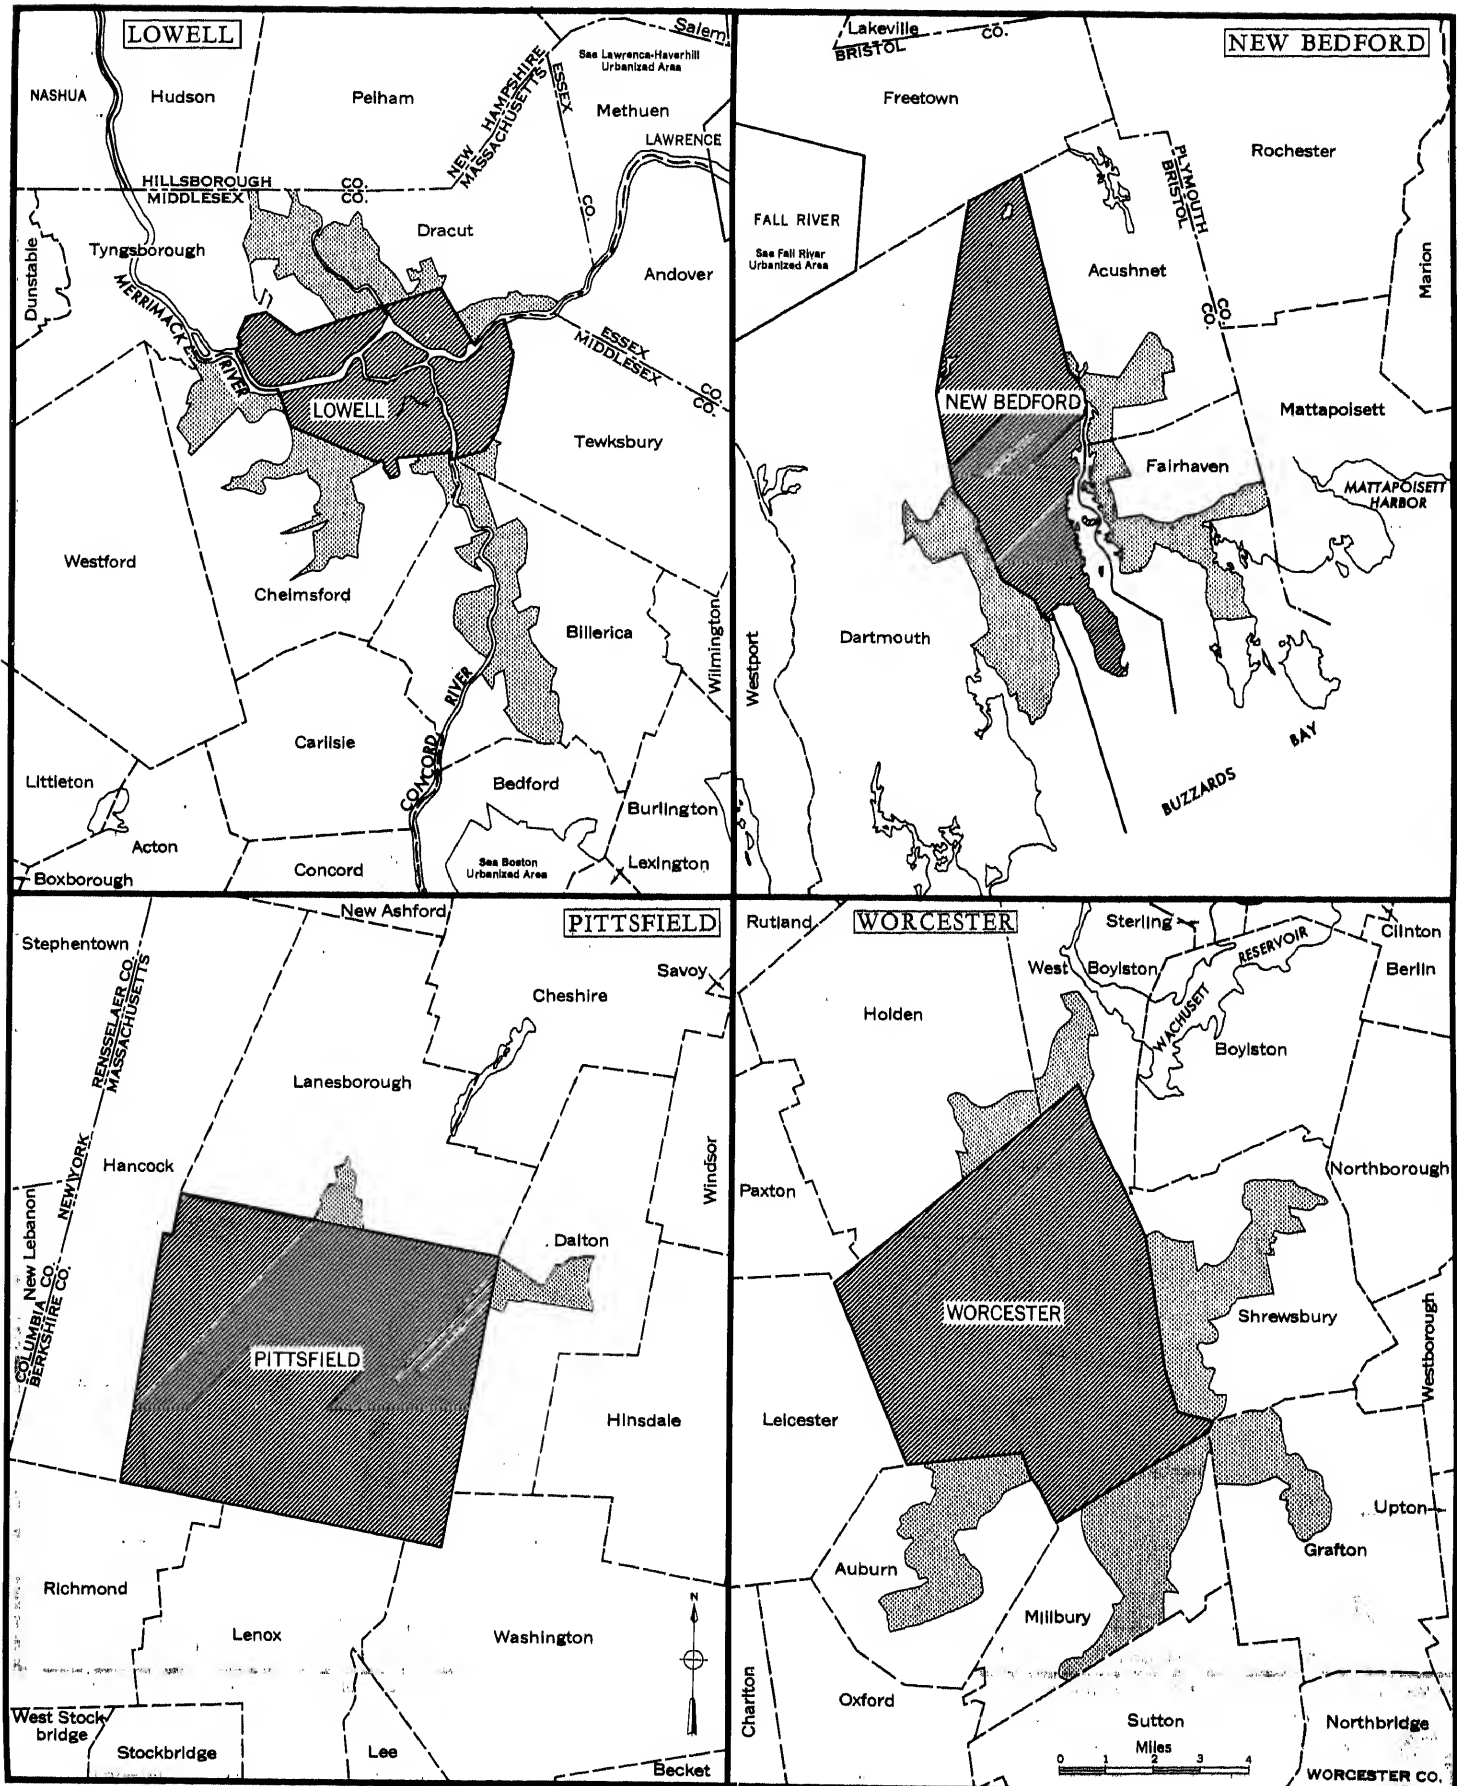 LOWELL
Salem
See Lawrence-Haverhill
Urbanized Area
NASHUA
Hudson
Pelham
NEW HAMPSHIRE
MASSACHUSETTS
ESSEX
CO.
Methuen
LAWRENCE
HILLSBOROUGH CO.
MIDDLESEX CO.
Dunstable
Tyngsborough
Dracut
Andover
MERRIMACK
RIVER
ESSEX CO.
MIDDLESEX CO.
LOWELL
Tewksbury
Westford
Chelmsford
Billerica
Wilmington
CONCORD RIVER
Carlisle
Littleton
Bedford
Burlington
Acton
Boxborough
Concord
See Boston
Urbanized Area
Lexington
NEW BEDFORD
Lakeville
BRISTOL CO.
Freetown
Rochester
PLYMOUTH CO.
BRISTOL CO.
FALL RIVER
See Fall River
Urbanized Area
Acushnet
Marion
NEW BEDFORD
Mattapoisett
Fairhaven
MATTAPOISETT
HARBOR
Dartmouth
Westport
BUZZARDS BAY
PITTSFIELD
New Ashford
Stephentown
RENSSELAER CO.
MASSACHUSETTS
Savoy
Cheshire
Lanesborough
NEW YORK
Hancock
Windsor
New Lebanon
COLUMBIA CO.
BERKSHIRE CO.
Dalton
PITTSFIELD
Hinsdale
Richmond
Lenox
Washington
N
West Stock-
bridge
Stockbridge
Lee
Becket
WORCESTER
Rutland
Sterling
Clinton
West Boylston
WACHUSETT RESERVOIR
Berlin
Holden
Boylston
Paxton
Northborough
WORCESTER
Shrewsbury
Westborough
Leicester
Upton
Grafton
Auburn
Millbury
Charlton
Oxford
Sutton
Northbridge
Miles
0 1 2 3 4
WORCESTER CO.